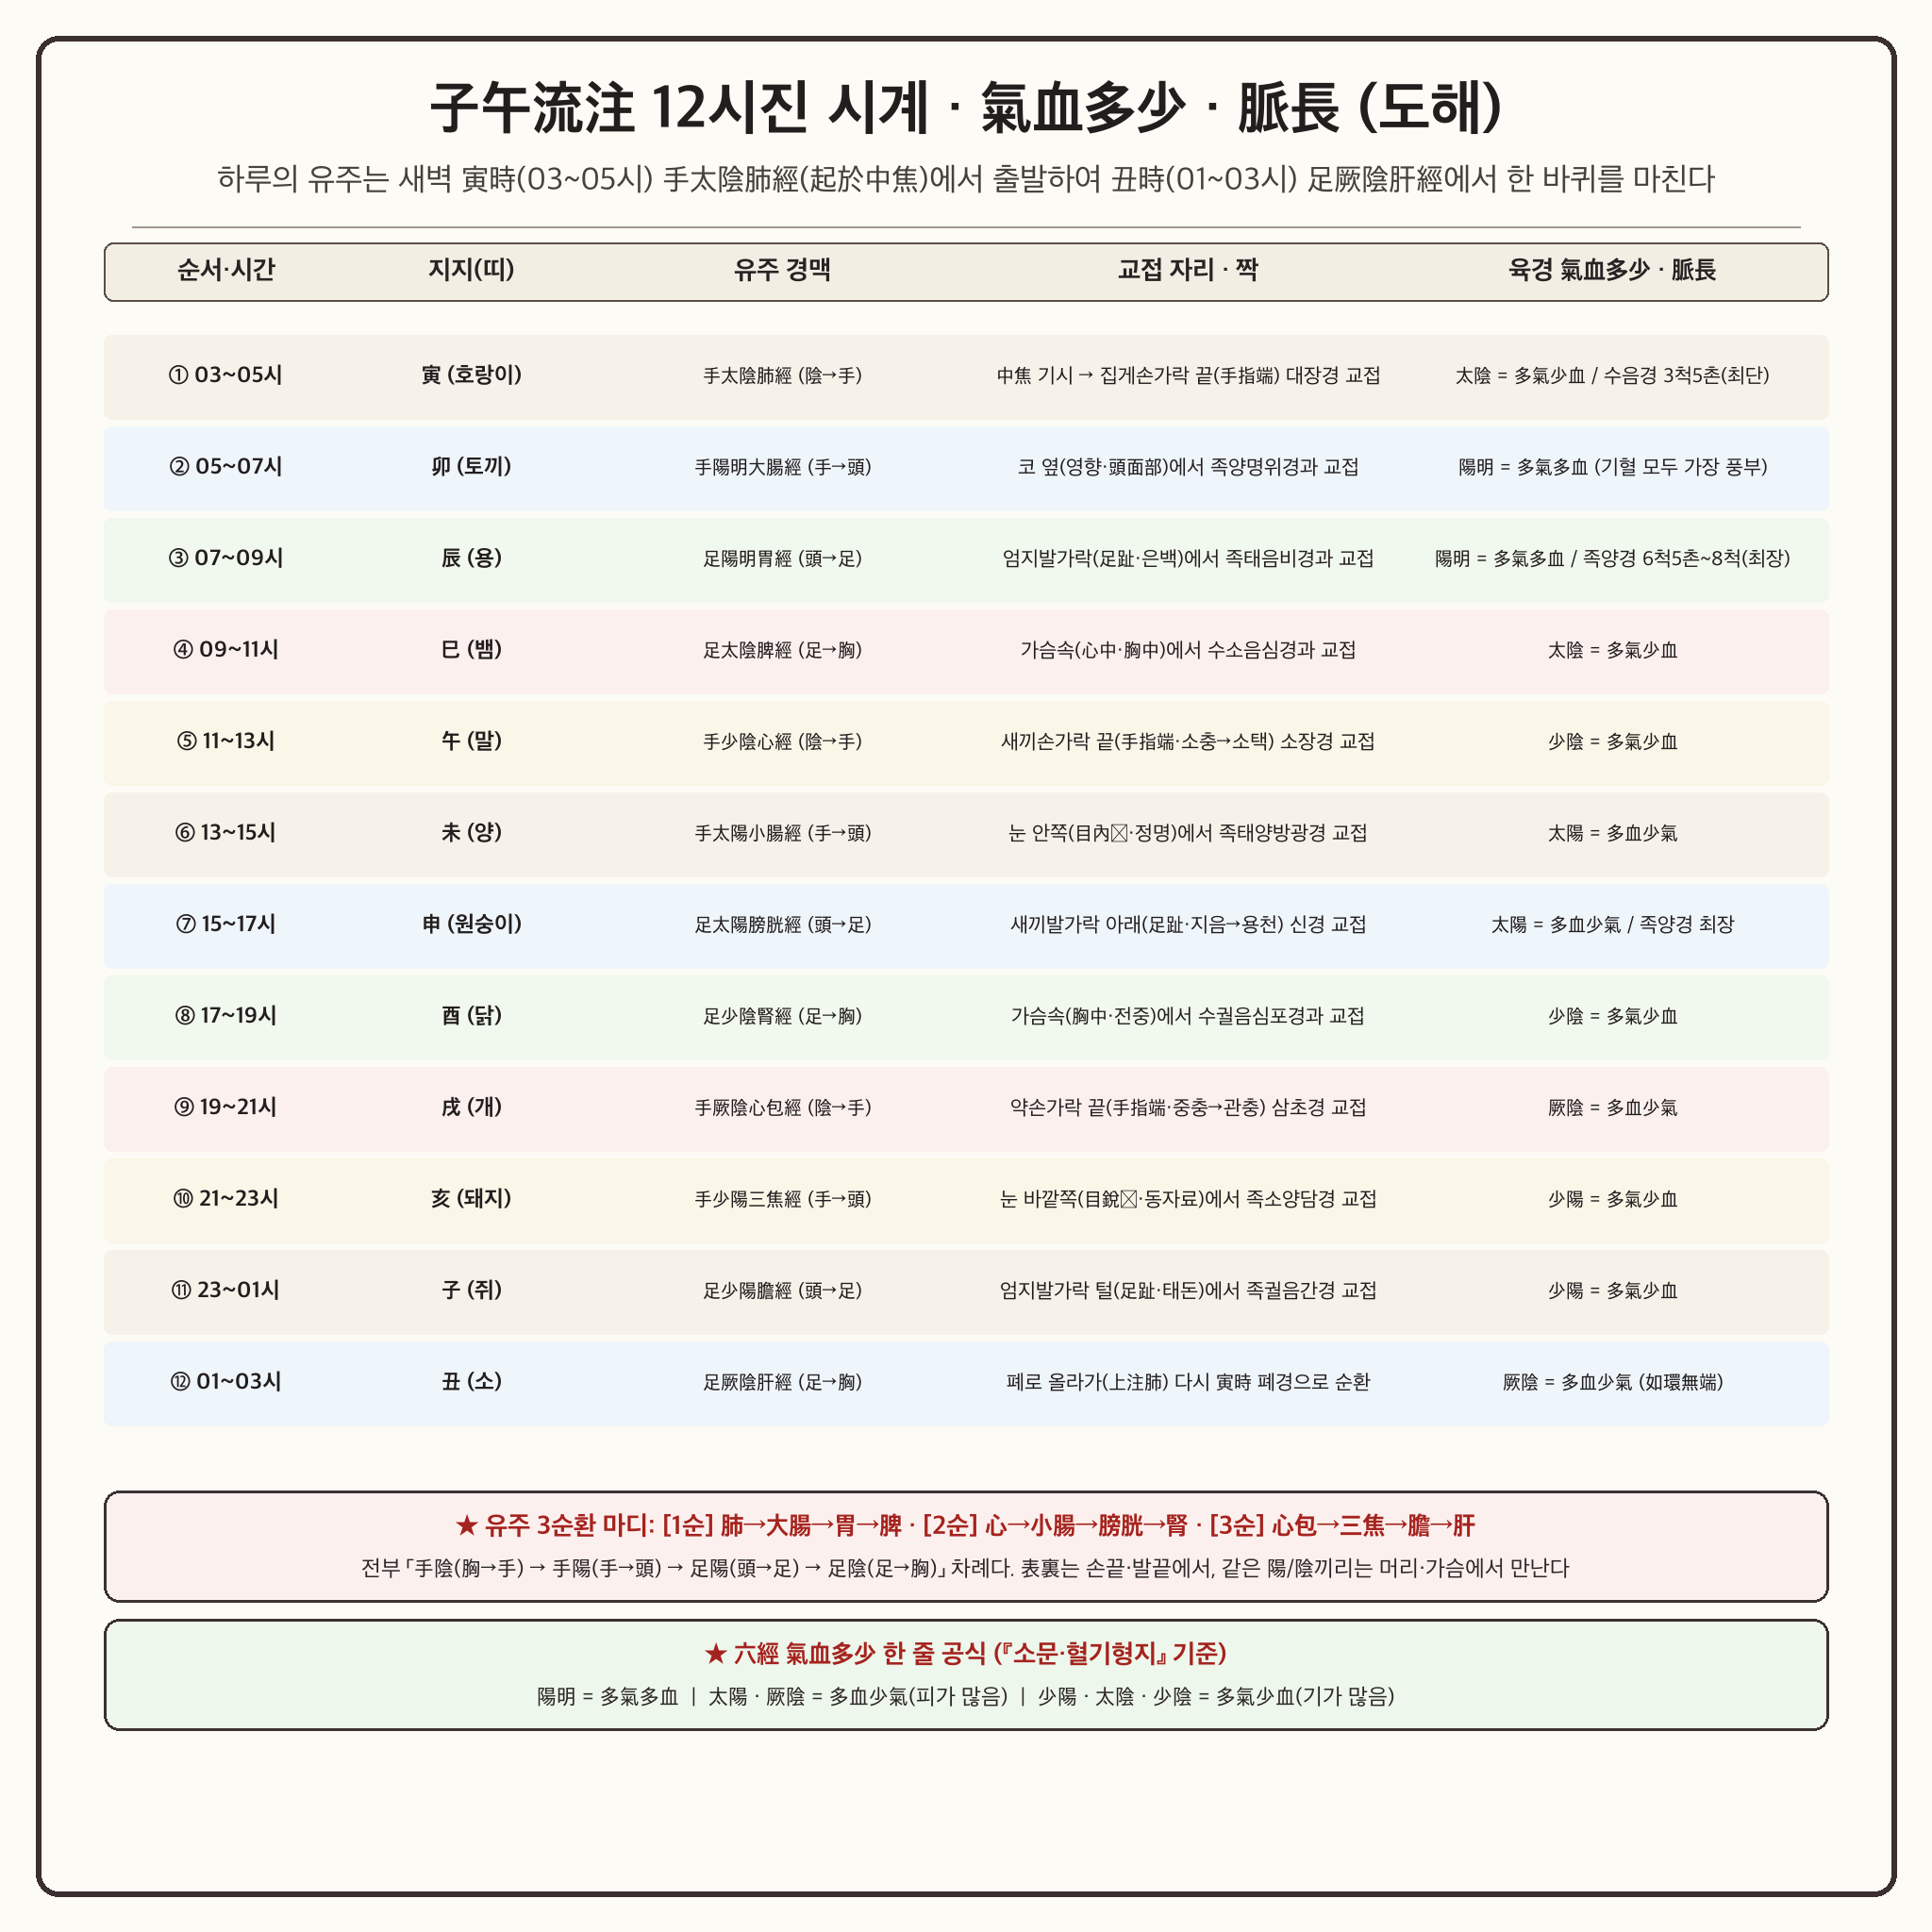 子午流注 12시진 시계 · 氣血多少 · 脈長 (도해)
하루의 유주는 새벽 寅時(03~05시) 手太陰肺經(起於中焦)에서 출발하여 丑時(01~03시) 足厥陰肝經에서 한 바퀴를 마친다
순서·시간 지지(띠) 유주 경맥 교접 자리 · 짝 육경 氣血多少 · 脈長
① 03~05시 寅 (호랑이) 手太陰肺經 (陰→手) 中焦 기시 → 집게손가락 끝(手指端) 대장경 교접 太陰 = 多氣少血 / 수음경 3척5촌(최단)
② 05~07시 卯 (토끼) 手陽明大腸經 (手→頭) 코 옆(영향·頭面部)에서 족양명위경과 교접 陽明 = 多氣多血 (기혈 모두 가장 풍부)
③ 07~09시 辰 (용) 足陽明胃經 (頭→足) 엄지발가락(足趾·은백)에서 족태음비경과 교접 陽明 = 多氣多血 / 족양경 6척5촌~8척(최장)
④ 09~11시 巳 (뱀) 足太陰脾經 (足→胸) 가슴속(心中·胸中)에서 수소음심경과 교접 太陰 = 多氣少血
⑤ 11~13시 午 (말) 手少陰心經 (陰→手) 새끼손가락 끝(手指端·소충→소택) 소장경 교접 少陰 = 多氣少血
⑥ 13~15시 未 (양) 手太陽小腸經 (手→頭) 눈 안쪽(目內·정명)에서 족태양방광경 교접 太陽 = 多血少氣
⑦ 15~17시 申 (원숭이) 足太陽膀胱經 (頭→足) 새끼발가락 아래(足趾·지음→용천) 신경 교접 太陽 = 多血少氣 / 족양경 최장
⑧ 17~19시 酉 (닭) 足少陰腎經 (足→胸) 가슴속(胸中·전중)에서 수궐음심포경과 교접 少陰 = 多氣少血
⑨ 19~21시 戌 (개) 手厥陰心包經 (陰→手) 약손가락 끝(手指端·중충→관충) 삼초경 교접 厥陰 = 多血少氣
⑩ 21~23시 亥 (돼지) 手少陽三焦經 (手→頭) 눈 바깥쪽(目銳·동자료)에서 족소양담경 교접 少陽 = 多氣少血
⑪ 23~01시 子 (쥐) 足少陽膽經 (頭→足) 엄지발가락 털(足趾·태돈)에서 족궐음간경 교접 少陽 = 多氣少血
⑫ 01~03시 丑 (소) 足厥陰肝經 (足→胸) 폐로 올라가(上注肺) 다시 寅時 폐경으로 순환 厥陰 = 多血少氣 (如環無端)
★ 유주 3순환 마디: [1순] 肺→大腸→胃→脾 · [2순] 心→小腸→膀胱→腎 · [3순] 心包→三焦→膽→肝
전부 「手陰(胸→手) → 手陽(手→頭) → 足陽(頭→足) → 足陰(足→胸)」 차례다. 表裏는 손끝·발끝에서, 같은 陽/陰끼리는 머리·가슴에서 만난다
★ 六經 氣血多少 한 줄 공식 (『소문·혈기형지』 기준)
陽明 = 多氣多血 | 太陽 · 厥陰 = 多血少氣(피가 많음) | 少陽 · 太陰 · 少陰 = 多氣少血(기가 많음)